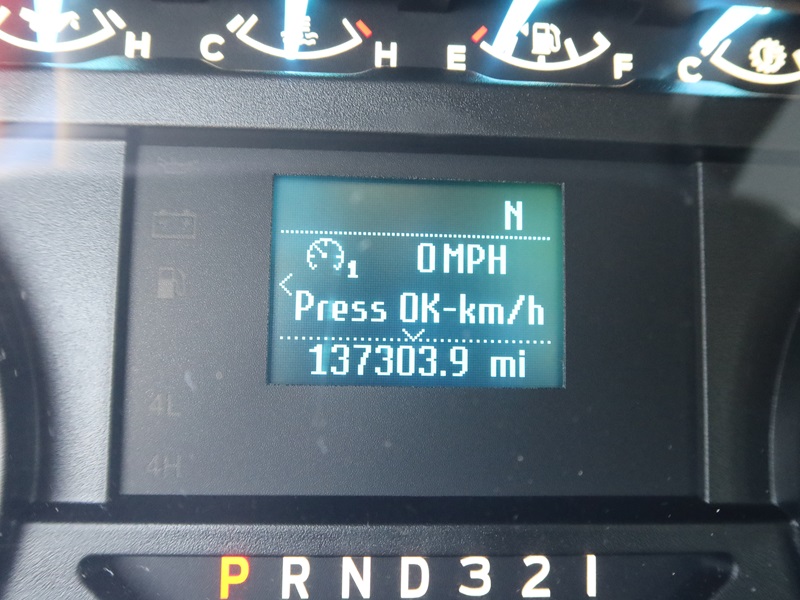 H C H E F C
N
1 0 MPH
Press OK-km/h
137303.9 mi
4L
4H
P R N D 3 2 1